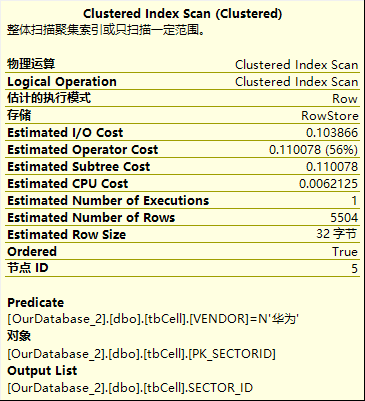 Clustered Index Scan (Clustered)
整体扫描聚集索引或只扫描一定范围。
物理运算 Clustered Index Scan
Logical Operation Clustered Index Scan
估计的执行模式 Row
存储 RowStore
Estimated I/O Cost 0.103866
Estimated Operator Cost 0.110078 (56%)
Estimated Subtree Cost 0.110078
Estimated CPU Cost 0.0062125
Estimated Number of Executions 1
Estimated Number of Rows 5504
Estimated Row Size 32 字节
Ordered True
节点 ID 5
Predicate
[OurDatabase_2].[dbo].[tbCell].[VENDOR]=N'华为'
对象
[OurDatabase_2].[dbo].[tbCell].[PK_SECTORID]
Output List
[OurDatabase_2].[dbo].[tbCell].SECTOR_ID